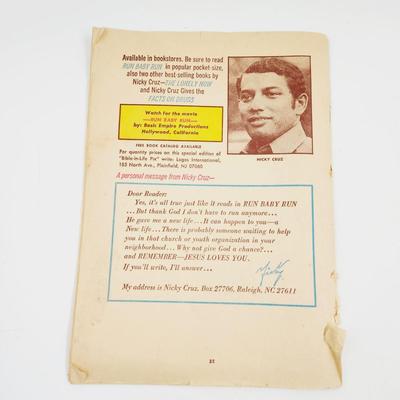 Available in bookstores. Be sure to read
RUN BABY RUN in popular pocket-size,
also two other best-selling books by
Nicky Cruz—THE LONELY NOW
and Nicky Cruz Gives the
FACTS ON DRUGS
Watch for the movie
—RUN BABY RUN—
by: Basis Empire Productions
Hollywood, California
FREE BOOK CATALOG AVAILABLE
For quantity prices on this special edition of
"Bible-in-Life Pix" write: Logos International,
185 North Ave., Plainfield, NJ 07060
NICKY CRUZ
A personal message from Nicky Cruz—
Dear Reader:
Yes, it's all true just like it reads in RUN BABY RUN
...But thank God I don't have to run anymore...
He gave me a new life...It can happen to you—a
New life...There is probably someone waiting to help
you in that church or youth organization in your
neighborhood...Why not give God a chance?...
and REMEMBER—JESUS LOVES YOU.
If you'll write, I'll answer...
Nicky
My address is Nicky Cruz, Box 27706, Raleigh, NC 27611